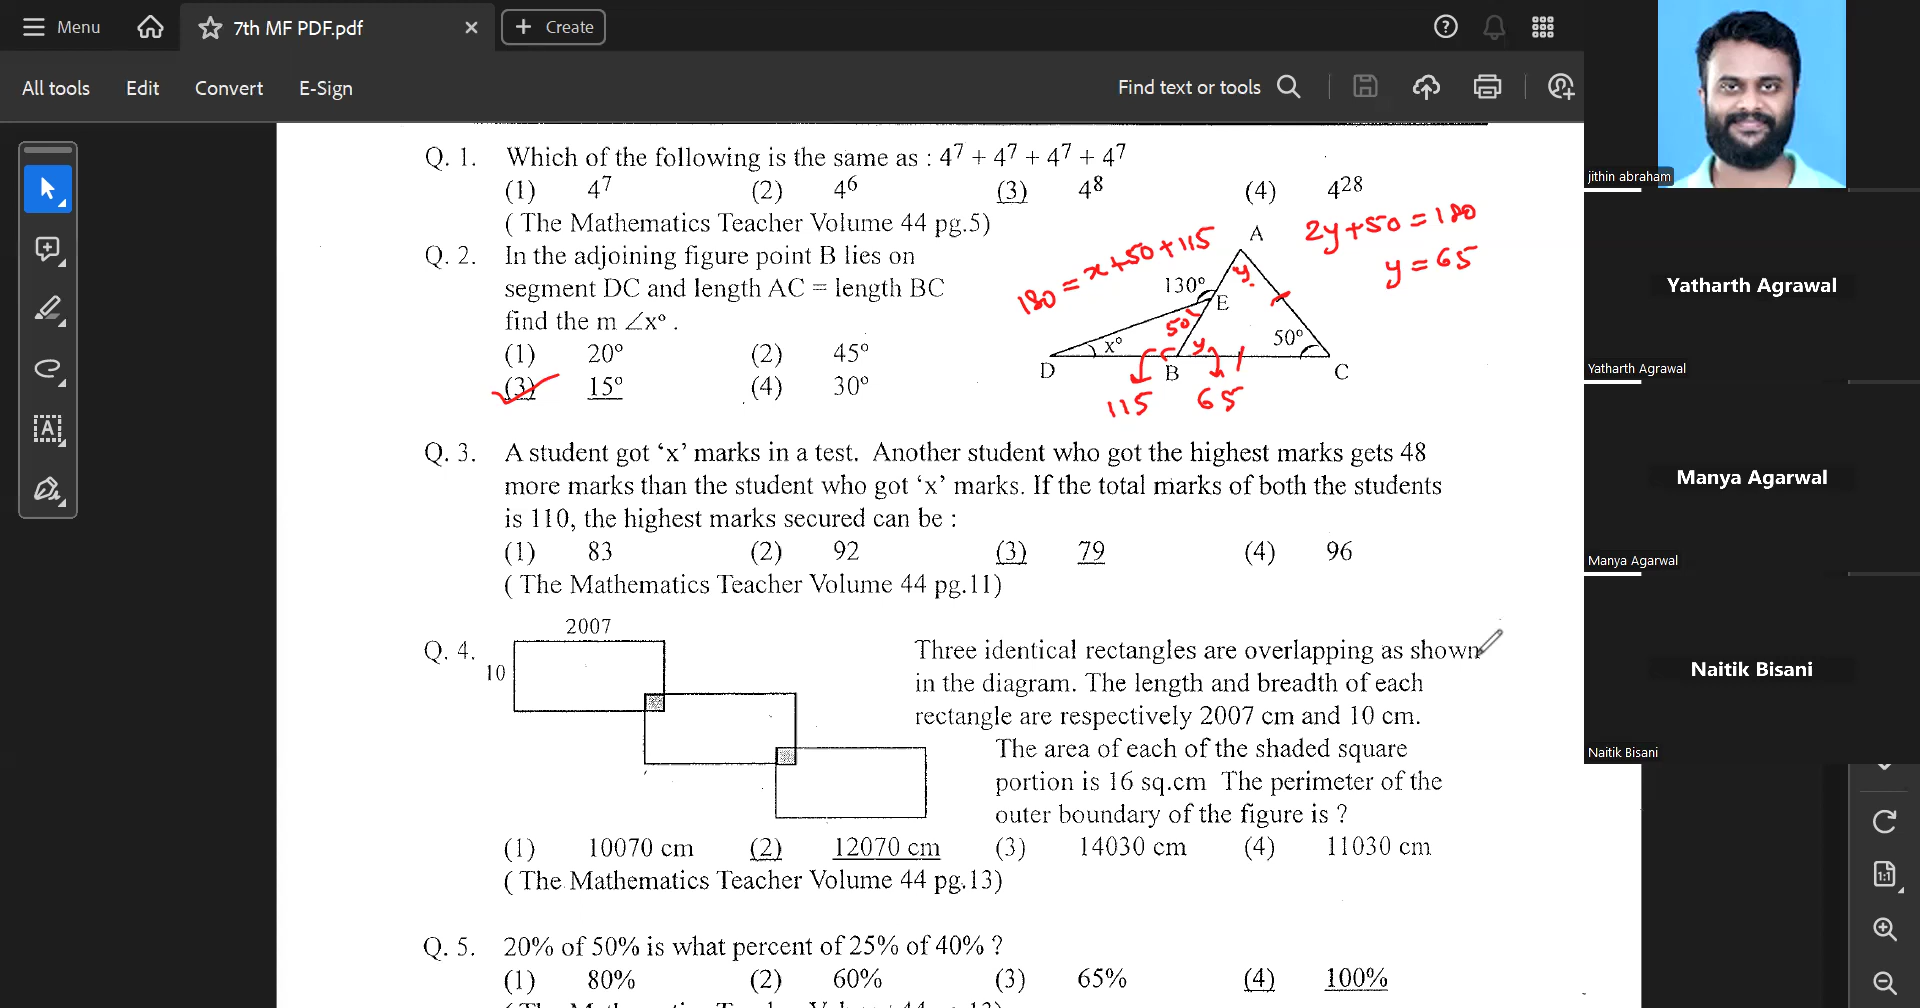 Menu
7th MF PDF.pdf
Create
All tools
Edit
Convert
E-Sign
Find text or tools
Q. 1. Which of the following is the same as : 4⁷ + 4⁷ + 4⁷ + 4⁷
(1) 4⁷ (2) 4⁶ (3) 4⁸ (4) 4²⁸
( The Mathematics Teacher Volume 44 pg.5)
Q. 2. In the adjoining figure point B lies on
segment DC and length AC = length BC
find the m ∠x° .
(1) 20° (2) 45°
(3) 15° (4) 30°
180 = x+50+115
2y+50=180
y=65
A
y
130°
E
50
50°
x°
y
D
B
C
115
65
Q. 3. A student got ‘x’ marks in a test. Another student who got the highest marks gets 48
more marks than the student who got ‘x’ marks. If the total marks of both the students
is 110, the highest marks secured can be :
(1) 83 (2) 92 (3) 79 (4) 96
( The Mathematics Teacher Volume 44 pg.11)
2007
Q. 4.
10
Three identical rectangles are overlapping as shown
in the diagram. The length and breadth of each
rectangle are respectively 2007 cm and 10 cm.
The area of each of the shaded square
portion is 16 sq.cm The perimeter of the
outer boundary of the figure is ?
(1) 10070 cm (2) 12070 cm (3) 14030 cm (4) 11030 cm
( The Mathematics Teacher Volume 44 pg.13)
Q. 5. 20% of 50% is what percent of 25% of 40% ?
(1) 80% (2) 60% (3) 65% (4) 100%
jithin abraham
Yatharth Agrawal
Yatharth Agrawal
Manya Agarwal
Manya Agarwal
Naitik Bisani
Naitik Bisani
1:1